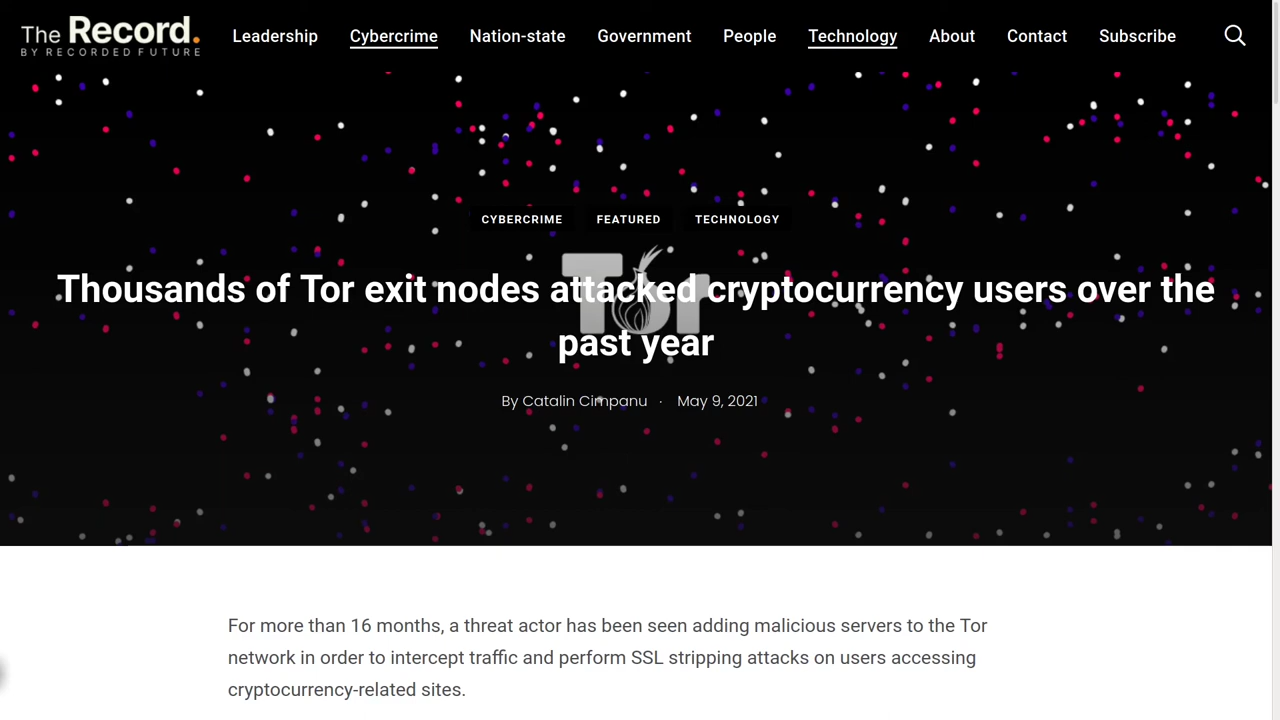 The Record.
BY RECORDED FUTURE
Leadership Cybercrime Nation-state Government People Technology About Contact Subscribe
CYBERCRIME FEATURED TECHNOLOGY
Tor
Thousands of Tor exit nodes attacked cryptocurrency users over the
past year
By Catalin Cimpanu · May 9, 2021
For more than 16 months, a threat actor has been seen adding malicious servers to the Tor
network in order to intercept traffic and perform SSL stripping attacks on users accessing
cryptocurrency-related sites.